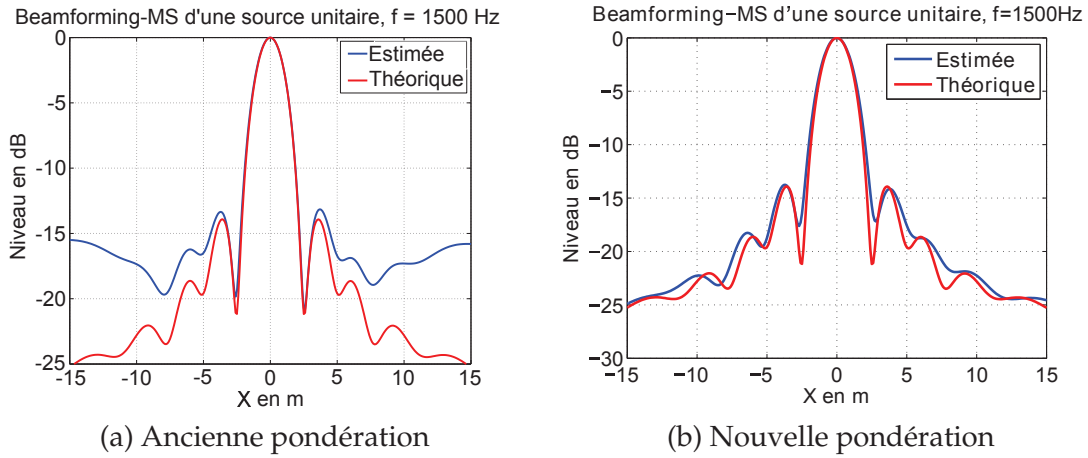 Beamforming-MS d'une source unitaire, f = 1500 Hz
Estimée
Théorique
Niveau en dB
0
-5
-10
-15
-20
-25
-15 -10 -5 0 5 10 15
X en m
(a) Ancienne pondération
Beamforming−MS d’une source unitaire, f=1500Hz
Estimée
Théorique
Niveau en dB
0
−5
−10
−15
−20
−25
−30
−15 −10 −5 0 5 10 15
X en m
(b) Nouvelle pondération